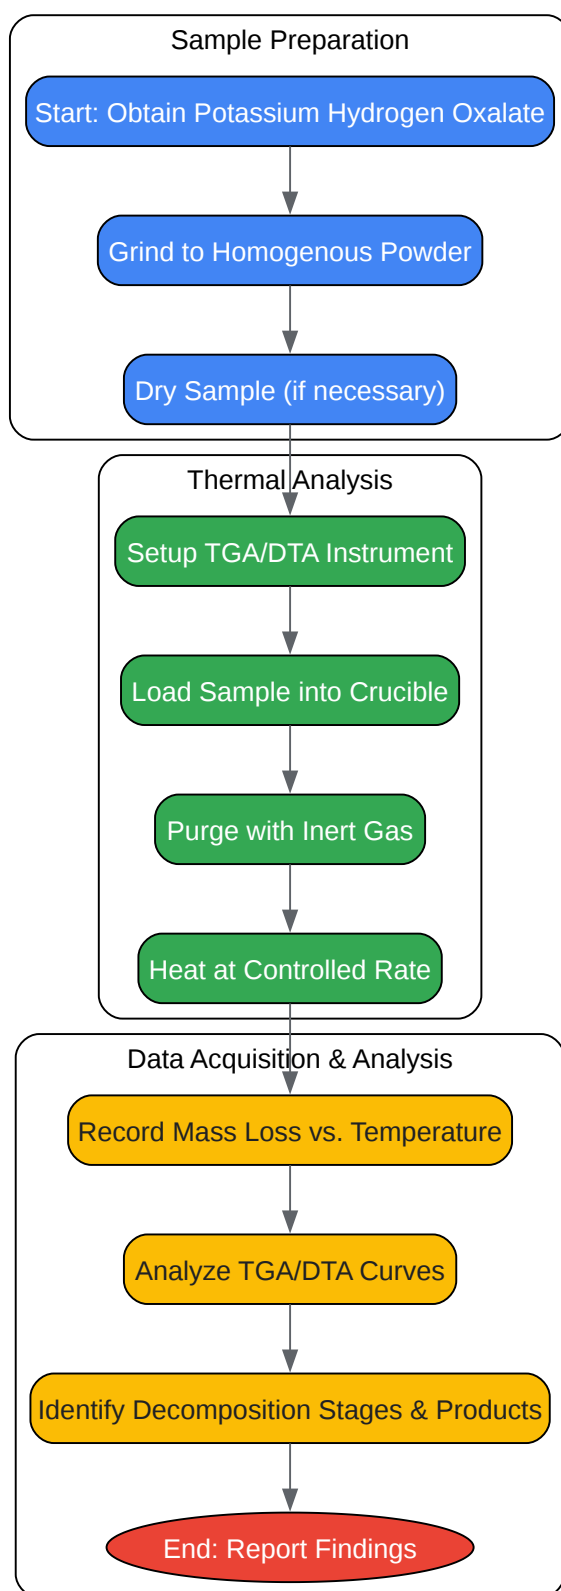 Sample Preparation
Start: Obtain Potassium Hydrogen Oxalate
Grind to Homogenous Powder
Dry Sample (if necessary)
Thermal Analysis
Setup TGA/DTA Instrument
Load Sample into Crucible
Purge with Inert Gas
Heat at Controlled Rate
Data Acquisition & Analysis
Record Mass Loss vs. Temperature
Analyze TGA/DTA Curves
Identify Decomposition Stages & Products
End: Report Findings